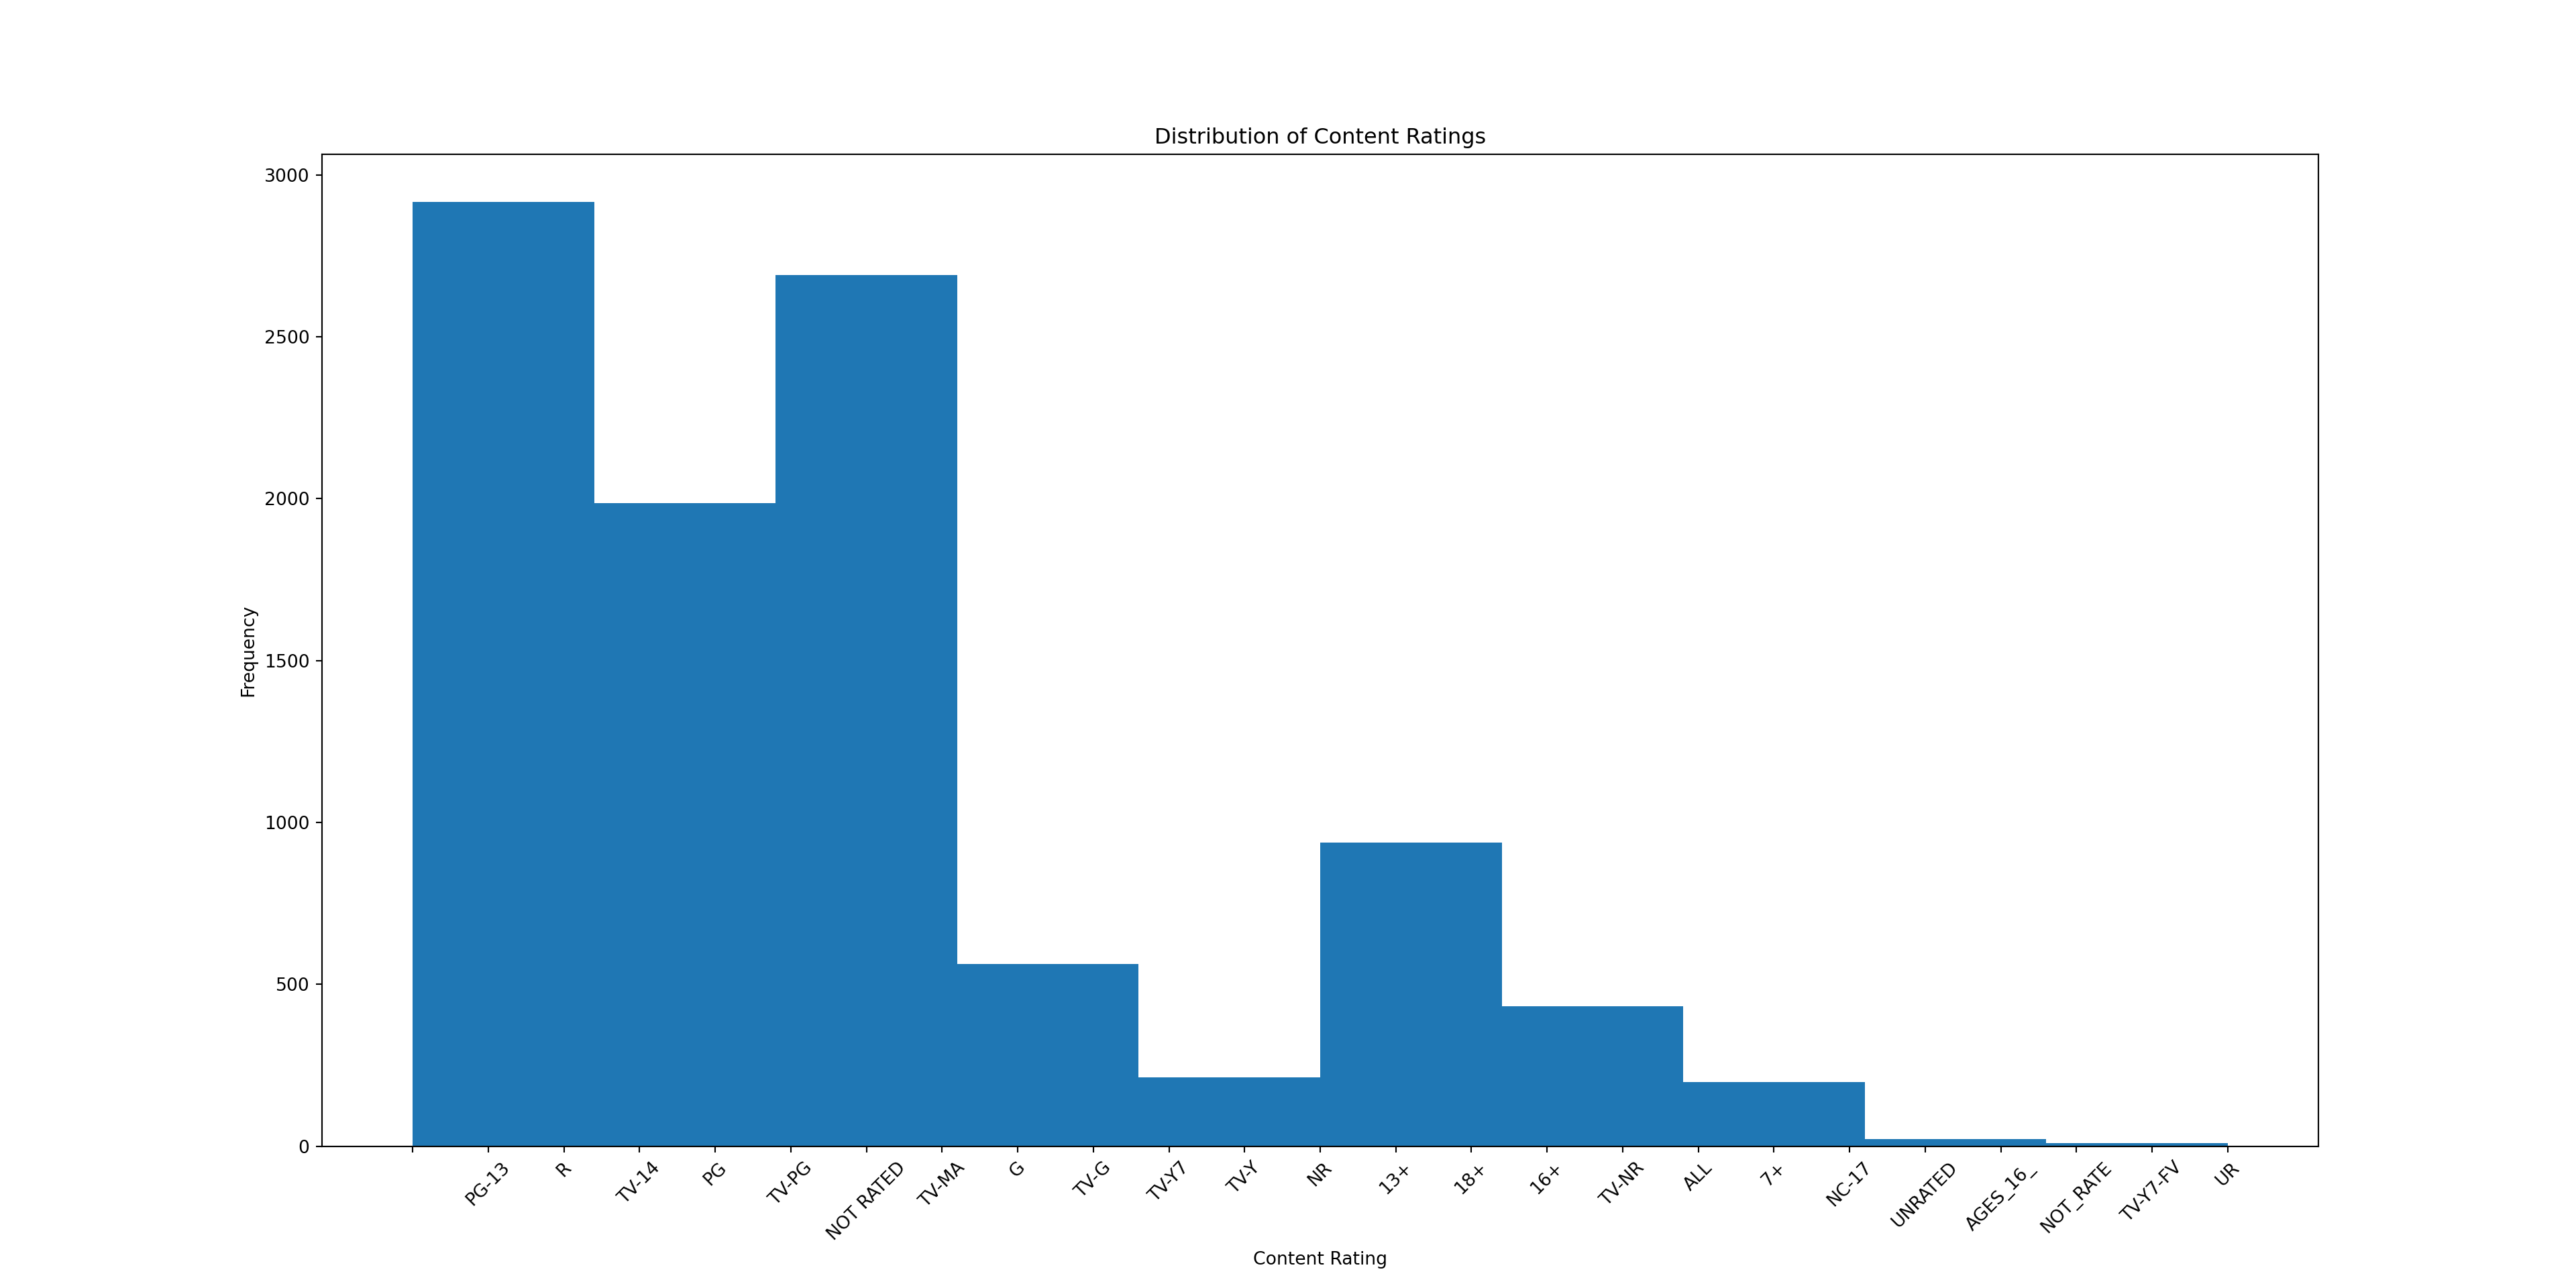 Distribution of Content Ratings
3000
2500
2000
1500
1000
500
0
Frequency
PG-13
R
TV-14
PG
TV-PG
NOT RATED
TV-MA
G
TV-G
TV-Y7
TV-Y
NR
13+
18+
16+
TV-NR
ALL
7+
NC-17
UNRATED
AGES_16_
NOT_RATE
TV-Y7-FV
UR
Content Rating